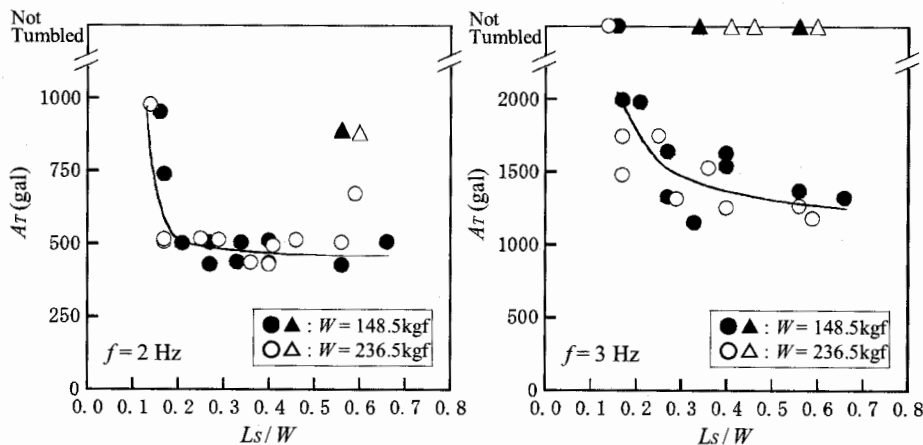 Not
Tumbled
1000
750
500
250
0
AT (gal)
0.0 0.1 0.2 0.3 0.4 0.5 0.6 0.7 0.8
Ls/W
f = 2 Hz
●▲ : W = 148.5kgf
○△ : W = 236.5kgf
Not
Tumbled
2000
1500
1000
500
0
AT (gal)
0.0 0.1 0.2 0.3 0.4 0.5 0.6 0.7 0.8
Ls/W
f = 3 Hz
●▲ : W = 148.5kgf
○△ : W = 236.5kgf